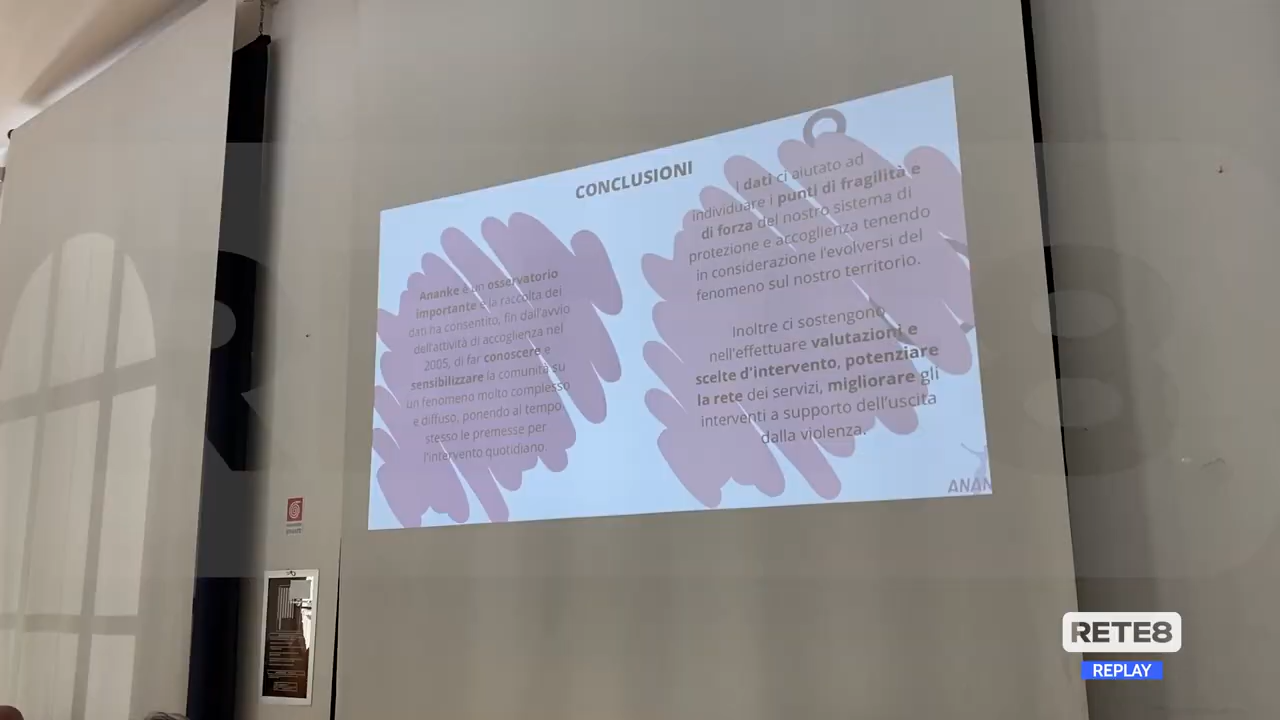 CONCLUSIONI
Ananke è un osservatorio
importante e la raccolta dei
dati ha consentito, fin dall'avvio
dell'attività di accoglienza nel
2005, di far conoscere e
sensibilizzare la comunità su
un fenomeno molto complesso
e diffuso, ponendo al tempo
stesso le premesse per
l'intervento quotidiano.
I dati ci aiutato ad
individuare i punti di fragilità e
di forza del nostro sistema di
protezione e accoglienza tenendo
in considerazione l'evolversi del
fenomeno sul nostro territorio.
Inoltre ci sostengono
nell'effettuare valutazioni e
scelte d'intervento, potenziare
la rete dei servizi, migliorare gli
interventi a supporto dell'uscita
dalla violenza.
ANAN
RETE8
REPLAY